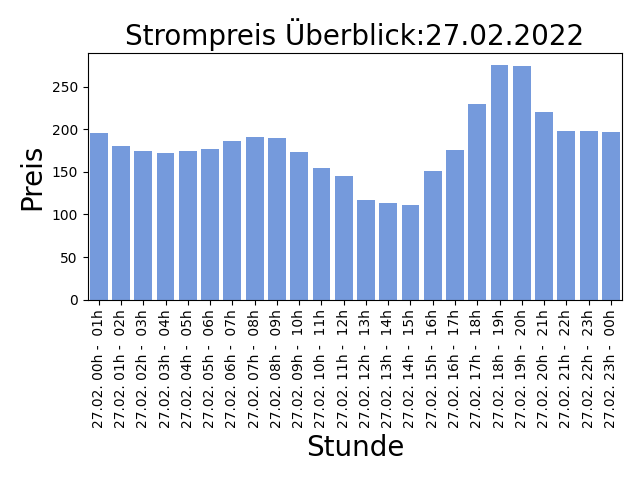 Strompreis Überblick:27.02.2022
Preis
250
200
150
100
50
0
27.02. 00h - 01h
27.02. 01h - 02h
27.02. 02h - 03h
27.02. 03h - 04h
27.02. 04h - 05h
27.02. 05h - 06h
27.02. 06h - 07h
27.02. 07h - 08h
27.02. 08h - 09h
27.02. 09h - 10h
27.02. 10h - 11h
27.02. 11h - 12h
27.02. 12h - 13h
27.02. 13h - 14h
27.02. 14h - 15h
27.02. 15h - 16h
27.02. 16h - 17h
27.02. 17h - 18h
27.02. 18h - 19h
27.02. 19h - 20h
27.02. 20h - 21h
27.02. 21h - 22h
27.02. 22h - 23h
27.02. 23h - 00h
Stunde